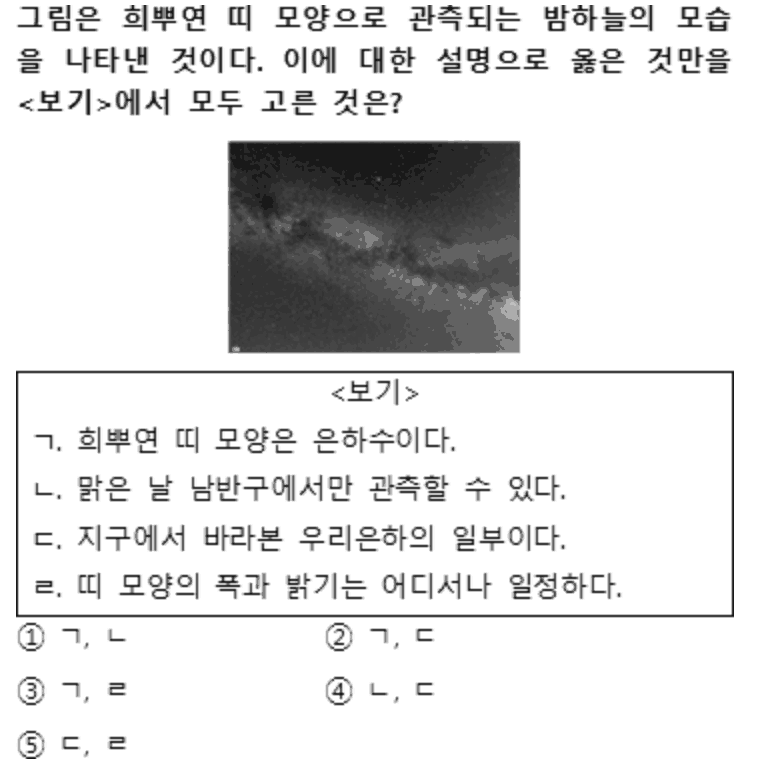 그림은 희뿌연 띠 모양으로 관측되는 밤하늘의 모습
을 나타낸 것이다. 이에 대한 설명으로 옳은 것만을
<보기>에서 모두 고른 것은?
<보기>
ㄱ. 희뿌연 띠 모양은 은하수이다.
ㄴ. 맑은 날 남반구에서만 관측할 수 있다.
ㄷ. 지구에서 바라본 우리은하의 일부이다.
ㄹ. 띠 모양의 폭과 밝기는 어디서나 일정하다.
① ㄱ, ㄴ ② ㄱ, ㄷ
③ ㄱ, ㄹ ④ ㄴ, ㄷ
⑤ ㄷ, ㄹ